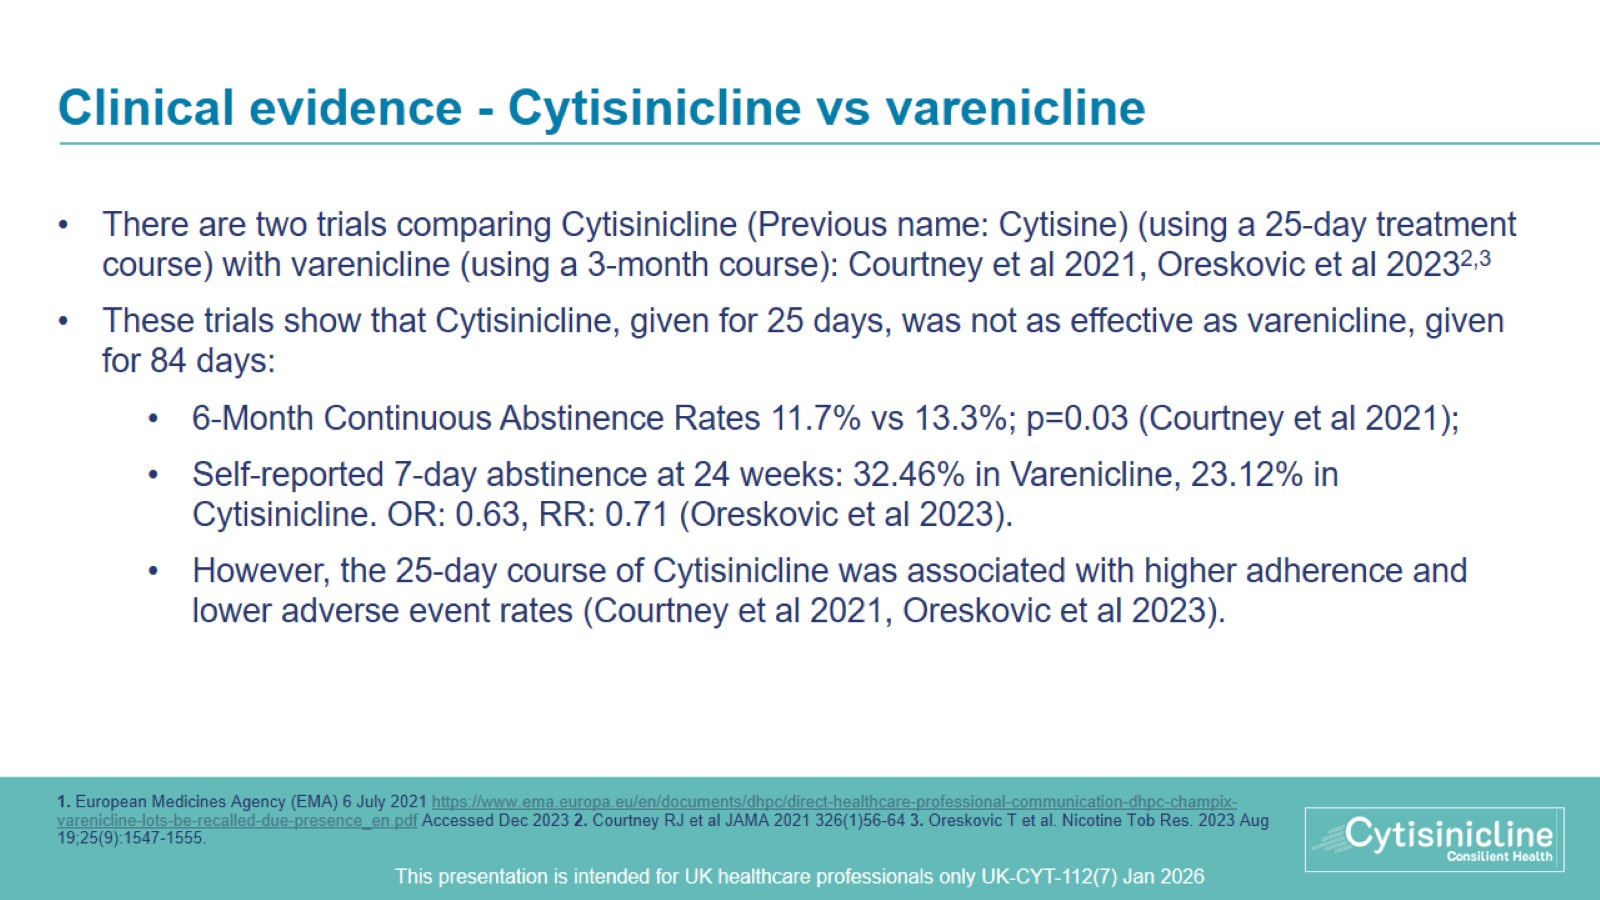 Clinical evidence - Cytisinicline vs varenicline
• There are two trials comparing Cytisinicline (Previous name: Cytisine) (using a 25-day treatment
course) with varenicline (using a 3-month course): Courtney et al 2021, Oreskovic et al 2023²,³
• These trials show that Cytisinicline, given for 25 days, was not as effective as varenicline, given
for 84 days:
• 6-Month Continuous Abstinence Rates 11.7% vs 13.3%; p=0.03 (Courtney et al 2021);
• Self-reported 7-day abstinence at 24 weeks: 32.46% in Varenicline, 23.12% in
Cytisinicline. OR: 0.63, RR: 0.71 (Oreskovic et al 2023).
• However, the 25-day course of Cytisinicline was associated with higher adherence and
lower adverse event rates (Courtney et al 2021, Oreskovic et al 2023).
1. European Medicines Agency (EMA) 6 July 2021 https://www.ema.europa.eu/en/documents/dhpc/direct-healthcare-professional-communication-dhpc-champix-
varenicline-lots-be-recalled-due-presence_en.pdf Accessed Dec 2023 2. Courtney RJ et al JAMA 2021 326(1)56-64 3. Oreskovic T et al. Nicotine Tob Res. 2023 Aug
19;25(9):1547-1555.
Cytisinicline
Consilient Health
This presentation is intended for UK healthcare professionals only UK-CYT-112(7) Jan 2026